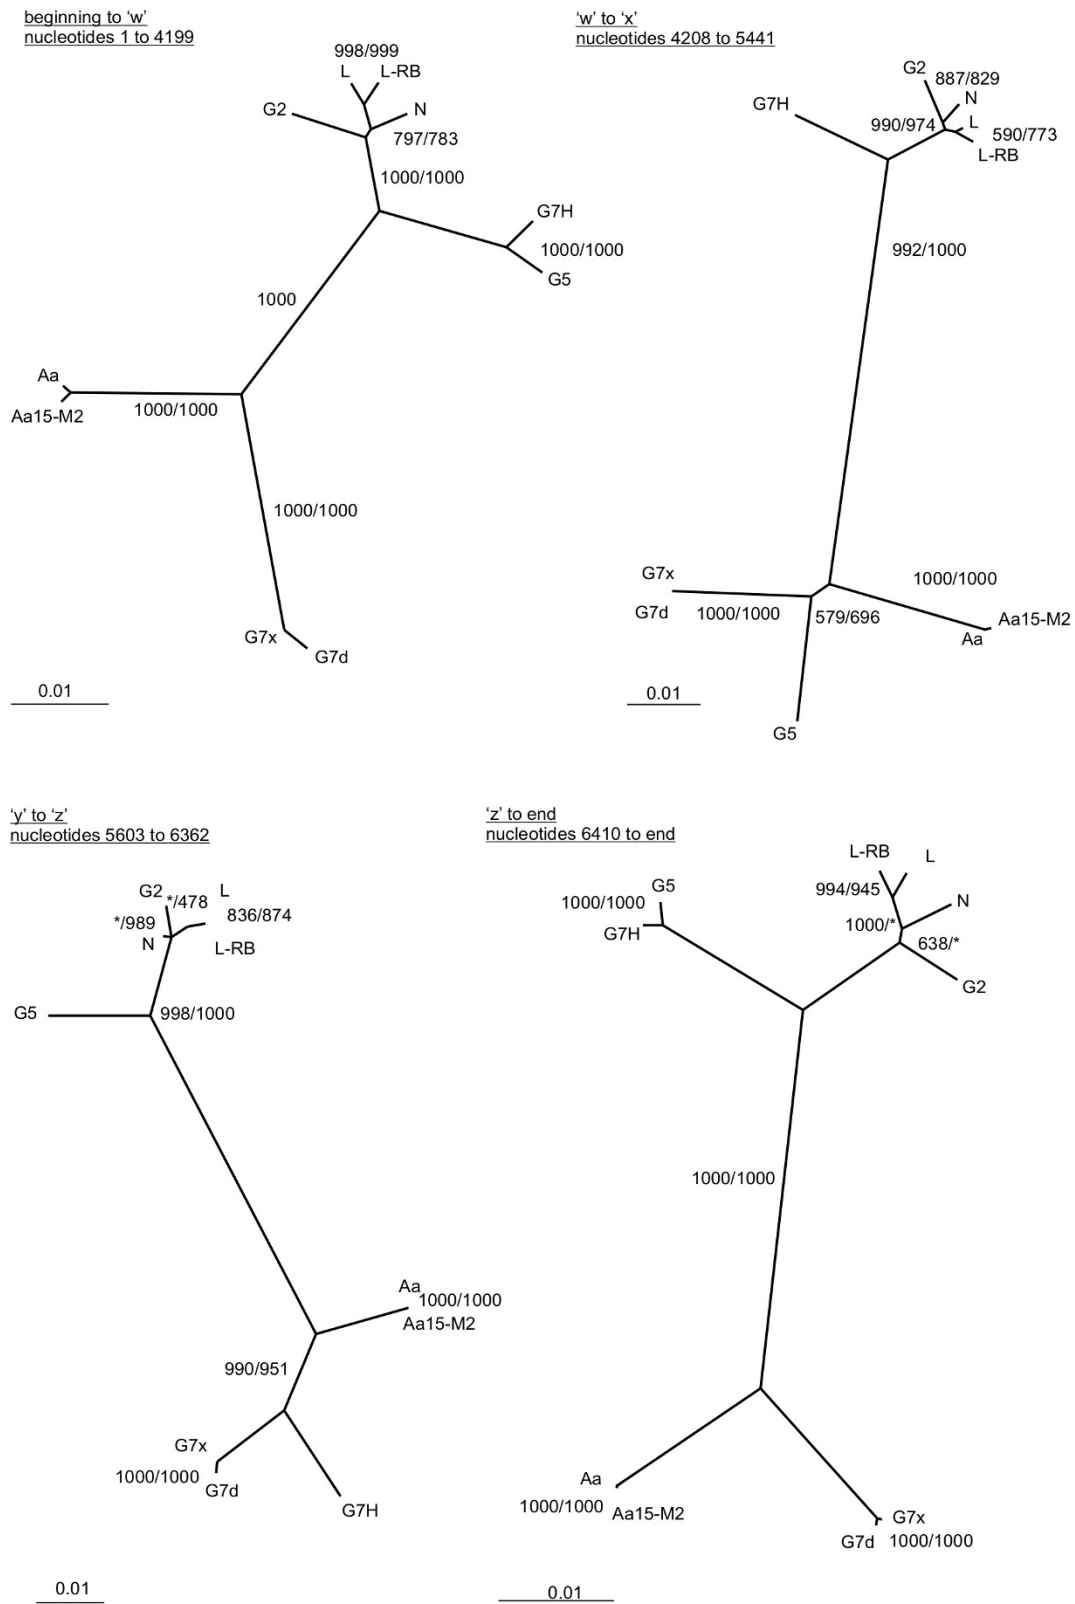 beginning to ‘w’
nucleotides 1 to 4199
998/999
L
L-RB
G2
N
797/783
1000/1000
G7H
1000/1000
G5
1000
Aa
1000/1000
Aa15-M2
1000/1000
G7x
G7d
0.01
‘w’ to ‘x’
nucleotides 4208 to 5441
G2
887/829
G7H
N
990/974
L
590/773
L-RB
992/1000
G7x
1000/1000
G7d
1000/1000
579/696
Aa15-M2
Aa
0.01
G5
‘y’ to ‘z’
nucleotides 5603 to 6362
G2
*/478
L
*/989
836/874
N
L-RB
G5
998/1000
Aa
1000/1000
Aa15-M2
990/951
G7x
1000/1000
G7d
G7H
0.01
‘z’ to end
nucleotides 6410 to end
L-RB
L
G5
994/945
1000/1000
N
G7H
1000/*
638/*
G2
1000/1000
Aa
1000/1000
Aa15-M2
G7x
G7d
1000/1000
0.01